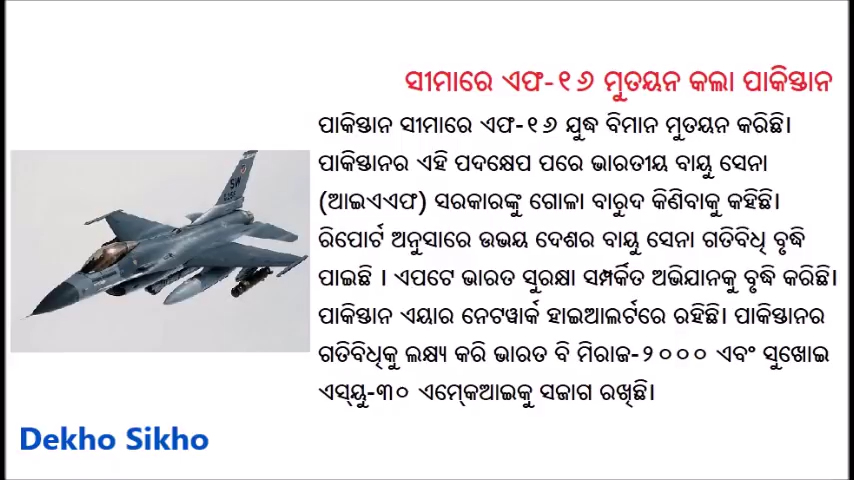 ସୀମାରେ ଏଫ-୧୬ ମୁତୟନ କଲା ପାକିସ୍ତାନ
ପାକିସ୍ତାନ ସୀମାରେ ଏଫ-୧୬ ଯୁଦ୍ଧ ବିମାନ ମୁତୟନ କରିଛି।
ପାକିସ୍ତାନର ଏହି ପଦକ୍ଷେପ ପରେ ଭାରତୀୟ ବାୟୁ ସେନା
(ଆଇଏଏଫ) ସରକାରଙ୍କୁ ଗୋଳା ବାରୁଦ କିଣିବାକୁ କହିଛି।
ରିପୋର୍ଟ ଅନୁସାରେ ଉଭୟ ଦେଶର ବାୟୁ ସେନା ଗତିବିଧି ବୃଦ୍ଧି
ପାଇଛି । ଏପଟେ ଭାରତ ସୁରକ୍ଷା ସମ୍ପର୍କିତ ଅଭିଯାନକୁ ବୃଦ୍ଧି କରିଛି।
ପାକିସ୍ତାନ ଏୟାର ନେଟୱାର୍କ ହାଇଆଲର୍ଟରେ ରହିଛି। ପାକିସ୍ତାନର
ଗତିବିଧିକୁ ଲକ୍ଷ୍ୟ କରି ଭାରତ ବି ମିରାଜ-୨୦୦୦ ଏବଂ ସୁଖୋଇ
ଏସ୍‌ୟୁ-୩୦ ଏମ୍‌କେଆଇକୁ ସଜାଗ ରଖିଛି।
SW
Dekho Sikho